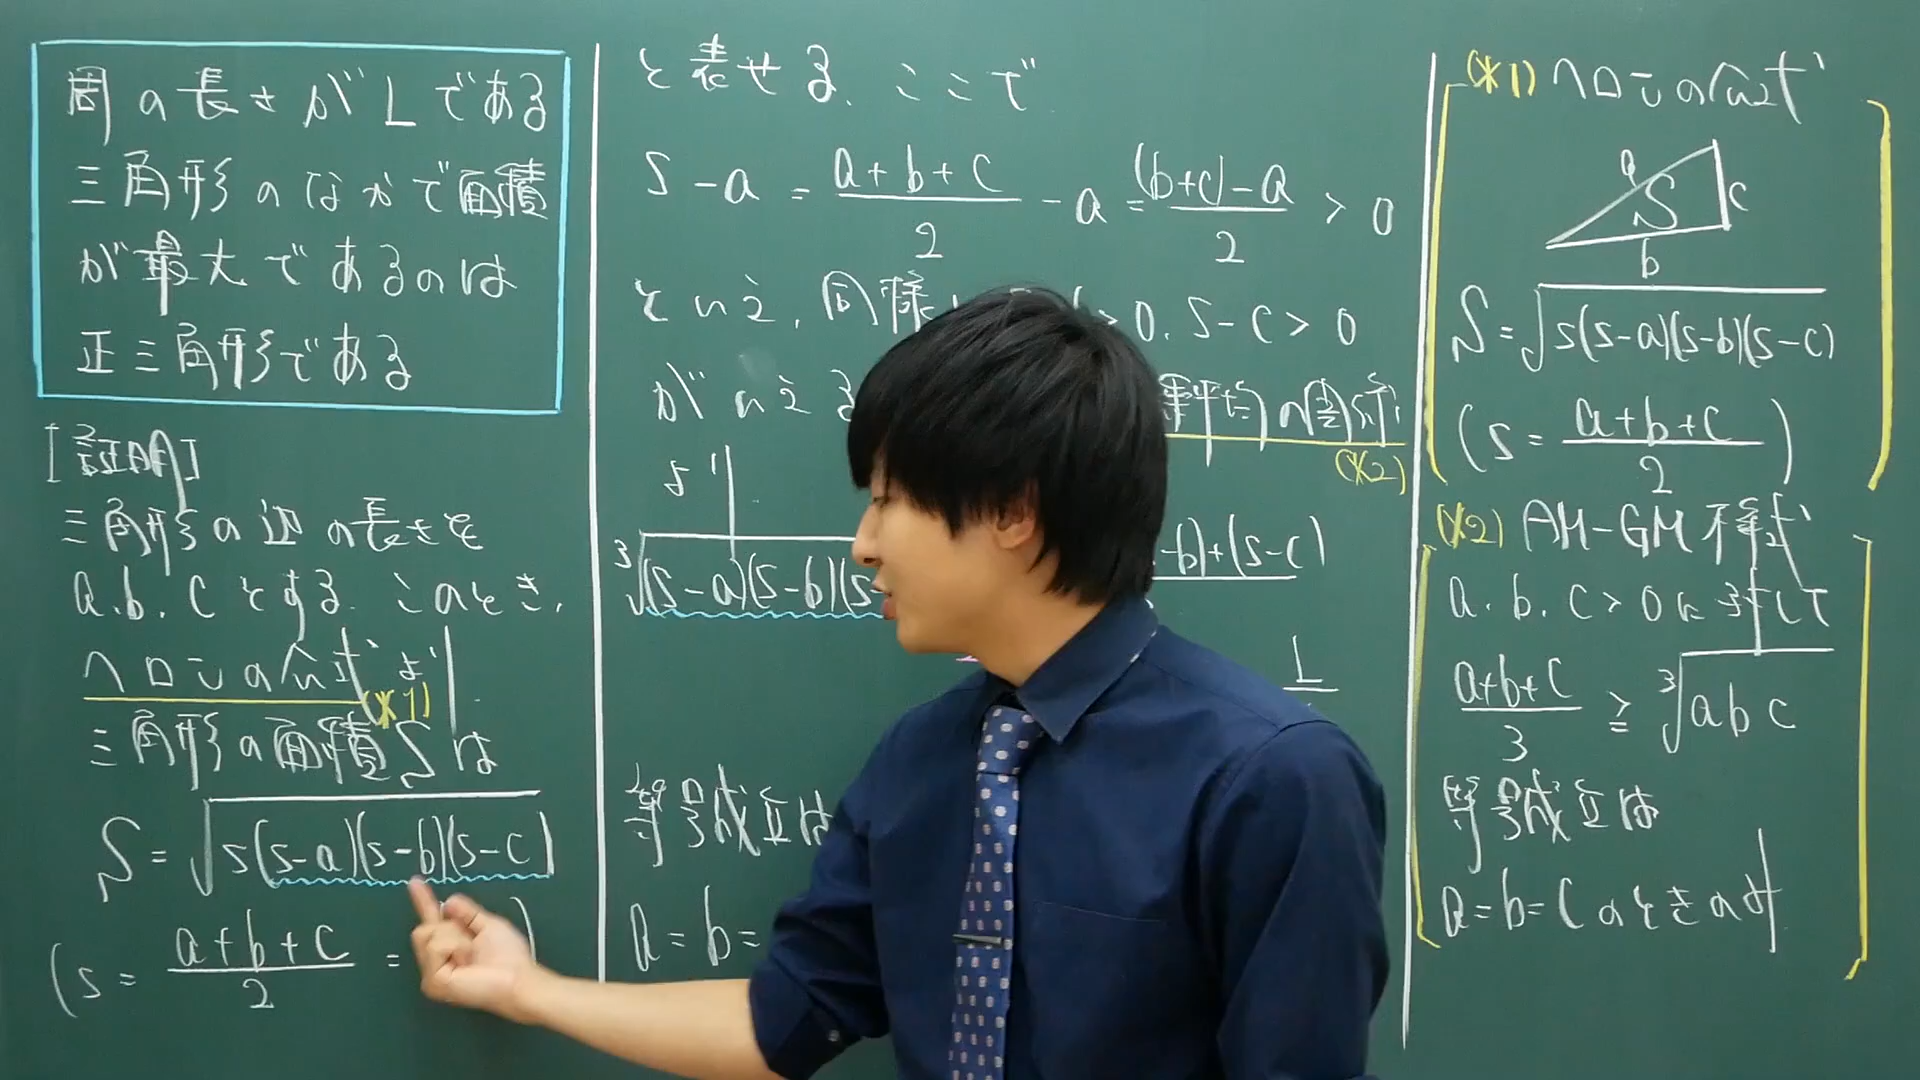 周の長さがLである
三角形のなかで面積
が最大であるのは
正三角形である
[証明]
三角形の辺の長さを
a.b.cとする.このとき,
ヘロンの公式より
(※1)
三角形の面積Sは
S=√s(s-a)(s-b)(s-c)
(s= a+b+c/2 =
)
と表せる.ここで
s-a = a+b+c/2 -a = (b+c)-a/2 > 0
といえ,同様
>0.s-c>0
がいえる
平均の関係
(※2)
より
³√(s-a)(s-b)(s-
-b)+(s-c)
L
等号成立は
a=b=
(※1) ヘロンの公式
a
S
c
b
S=√s(s-a)(s-b)(s-c)
(s= a+b+c/2)
(※2) AM-GM不等式
a.b.c>0に対して
a+b+c/3 ≧ ³√abc
等号成立は
a=b=cのときのみ